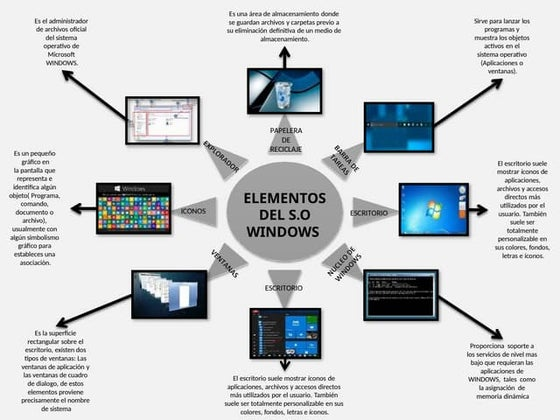 Es el administrador
de archivos oficial
del sistema
operativo de
Microsoft
WINDOWS.
Es una área de almacenamiento donde
se guardan archivos y carpetas previo a
su eliminación definitiva de un medio de
almacenamiento.
Sirve para lanzar los
programas y
muestra los objetos
activos en el
sistema operativo
(Aplicaciones o
ventanas).
EXPLORADOR
PAPELERA
DE
RECICLAJE
BARRA DE
TAREAS
Es un pequeño
gráfico en
la pantalla que
representa e
identifica algún
objeto( Programa,
comando,
documento o
archivo),
usualmente con
algún simbolismo
gráfico para
establecer una
asociación.
Windows
ICONOS
ELEMENTOS
DEL S.O
WINDOWS
ESCRITORIO
El escritorio suele
mostrar iconos de
aplicaciones,
archivos y accesos
directos más
utilizados por el
usuario. También
suele ser
totalmente
personalizable en
sus colores, fondos,
letras e iconos.
VENTANAS
ESCRITORIO
NÚCLEO DE
WINDOWS
Es la superficie
rectangular sobre el
escritorio, existen dos
tipos de ventanas: Las
ventanas de aplicación y
las ventanas de cuadro
de dialogo, de estos
elementos proviene
precisamente el nombre
de sistema
El escritorio suele mostrar iconos de
aplicaciones, archivos y accesos directos
más utilizados por el usuario. También
suele ser totalmente personalizable en sus
colores, fondos, letras e iconos.
Proporciona soporte a
los servicios de nivel mas
bajo que requieran las
aplicaciones de
WINDOWS, tales como
la asignación de
memoria dinámica